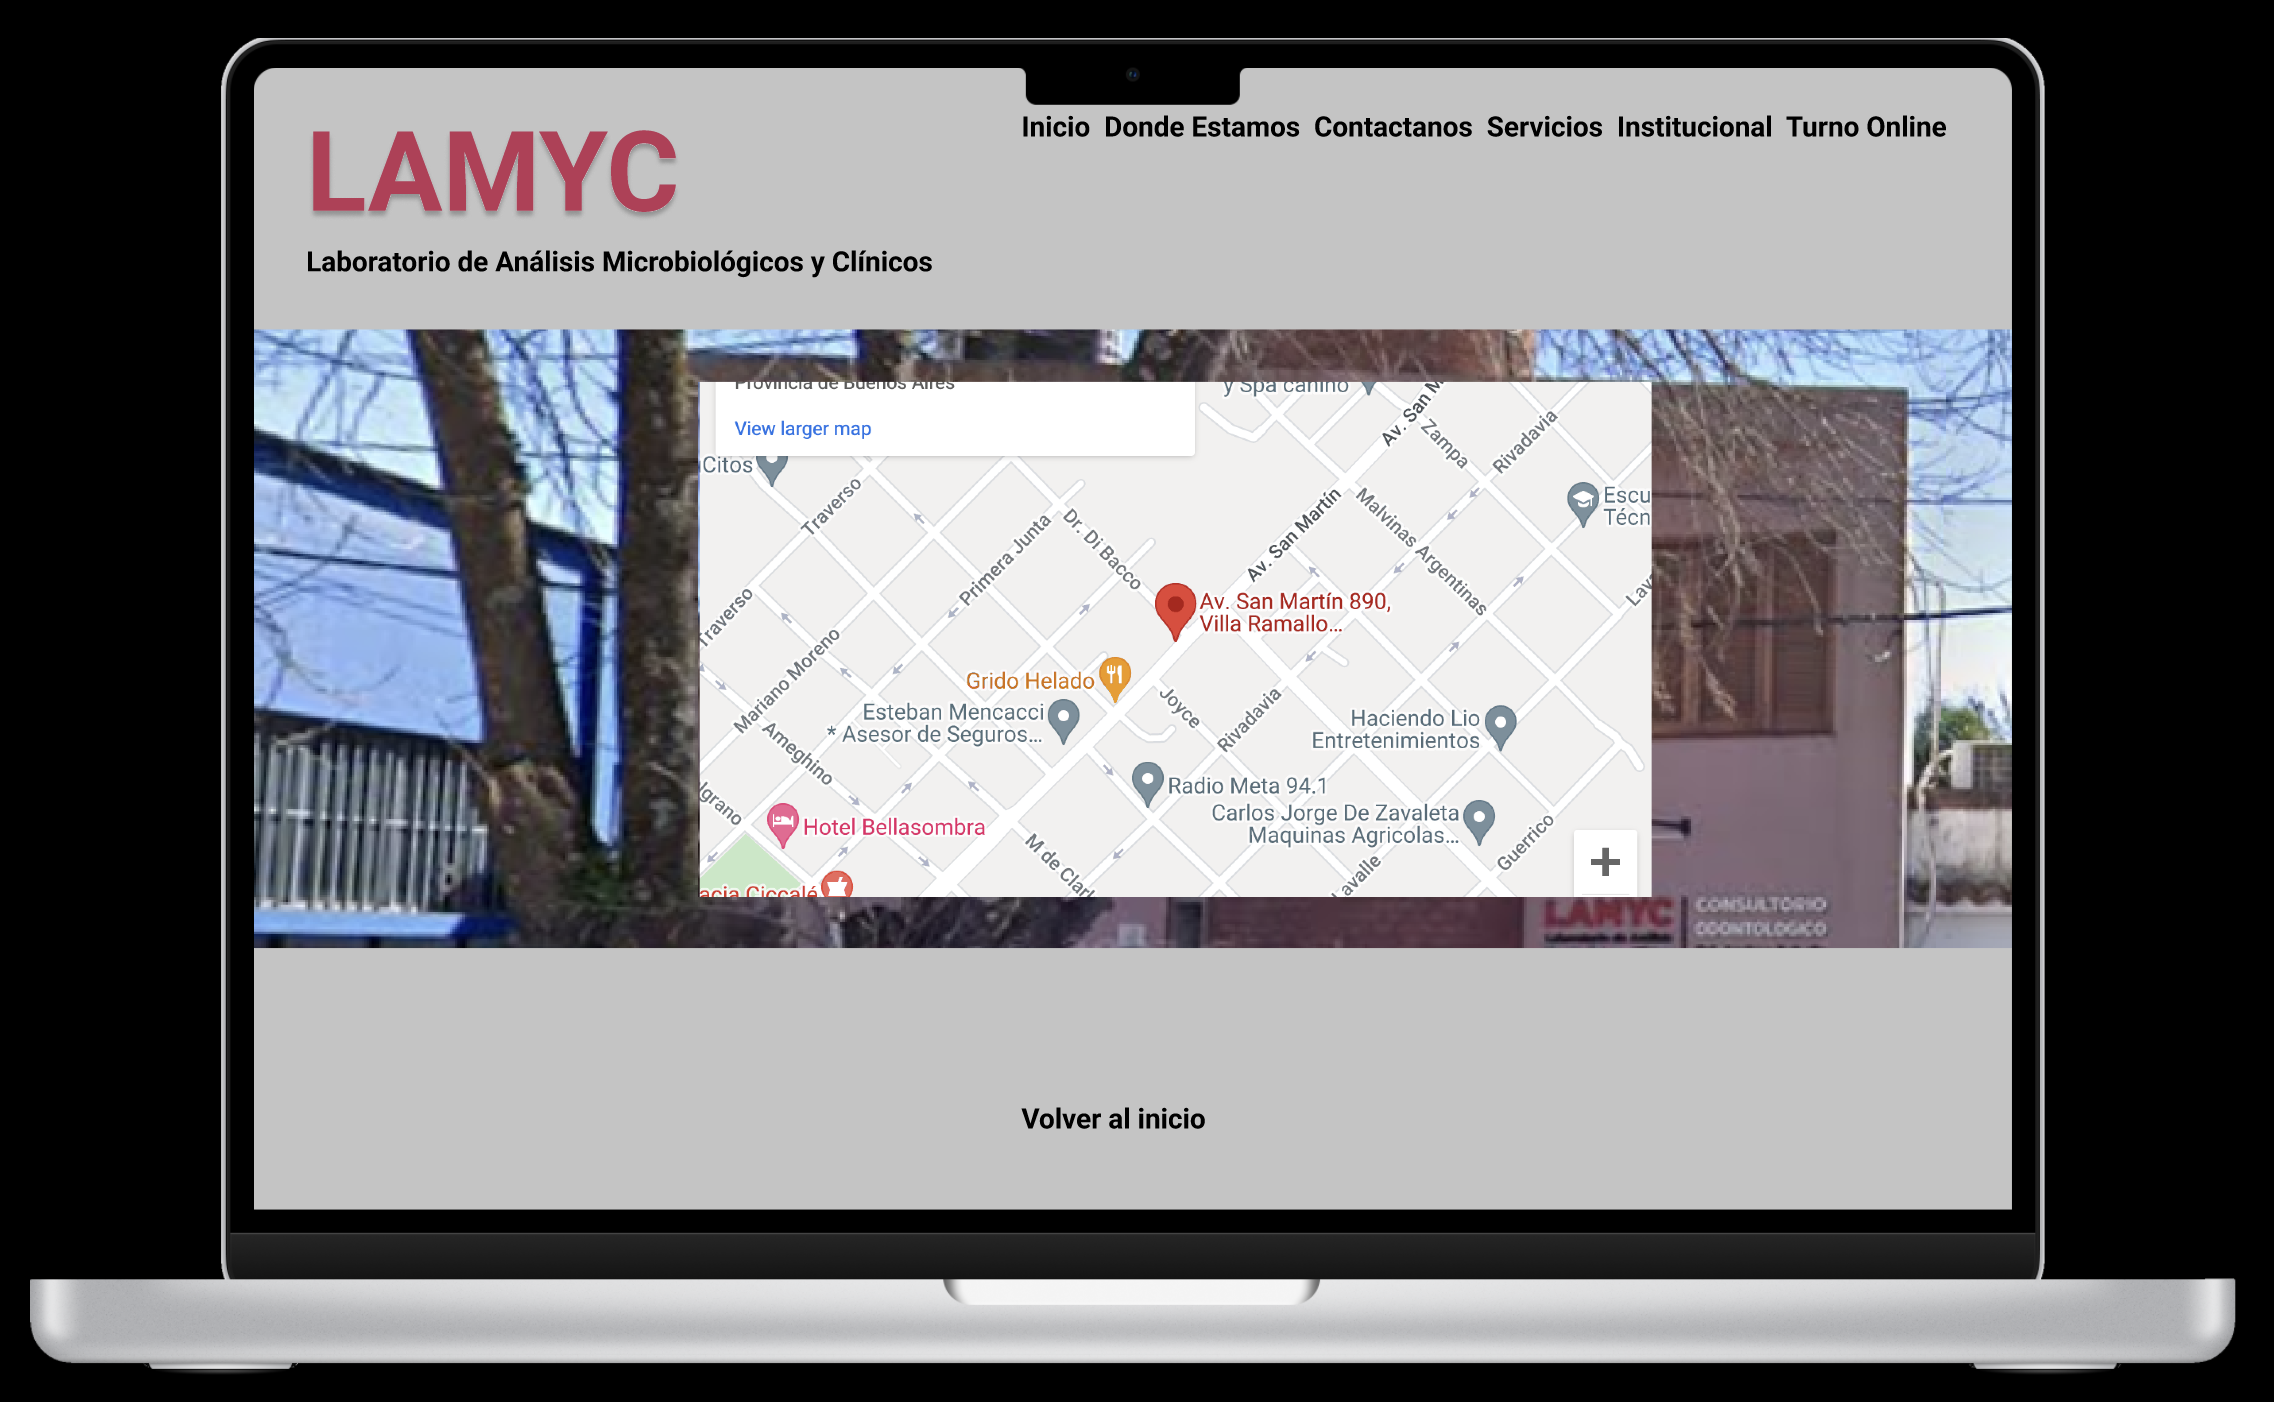 Inicio Donde Estamos Contactanos Servicios Institucional Turno Online
LAMYC
Laboratorio de Análisis Microbiológicos y Clínicos
Provincia de Buenos Aires
View larger map
y Spa canino
Av. San M
Zampa
Rivadavia
Citos
Traverso
Malvinas Argentinas
Escu
Técn
Dr. Di Bacco
Av. San Martín
Primera Junta
Traverso
Lava
Av. San Martín 890,
Villa Ramallo...
Mariano Moreno
Grido Helado
Joyce
Rivadavia
Esteban Mencacci
* Asesor de Seguros...
Haciendo Lio
Entretenimientos
Ameghino
Radio Meta 94.1
lgrano
Carlos Jorge De Zavaleta
Maquinas Agricolas...
Hotel Bellasombra
Guerrico
M de Clark
Lavalle
acia Ciccalé
LAMYC
CONSULTORIO
ODONTOLOGICO
Volver al inicio